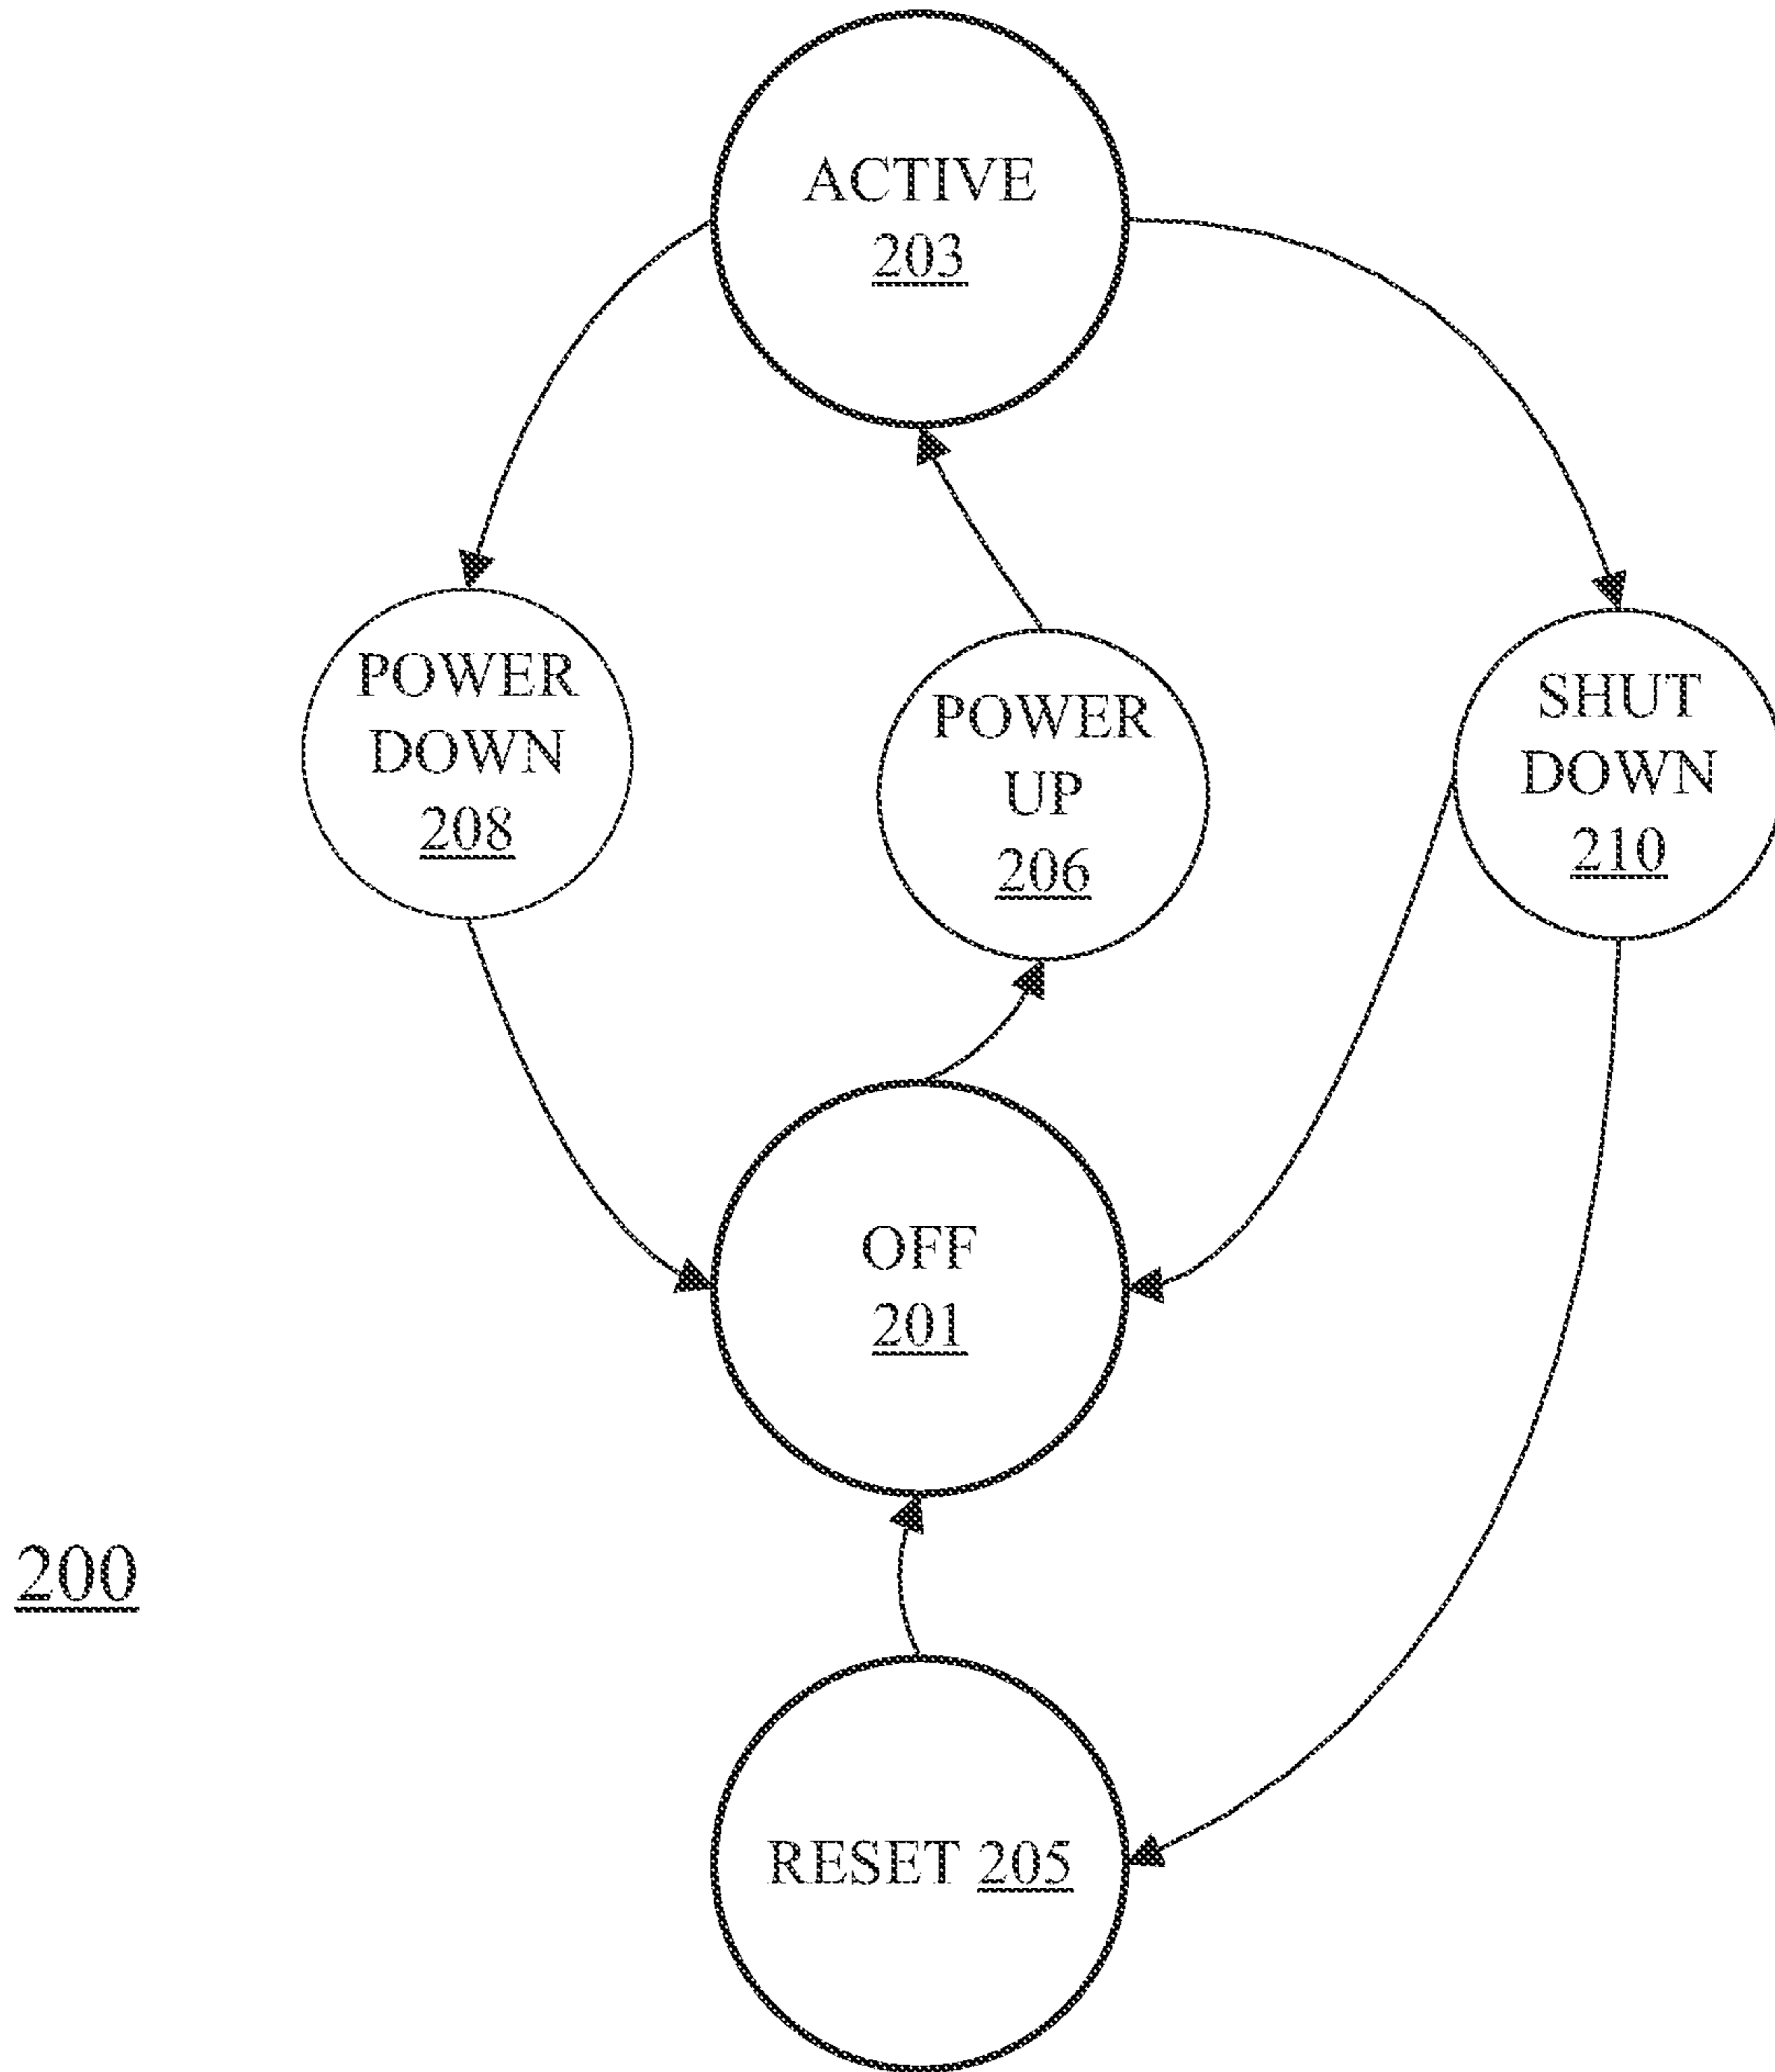 ACTIVE
203
POWER
DOWN
208
POWER
UP
206
SHUT
DOWN
210
OFF
201
200
RESET 205